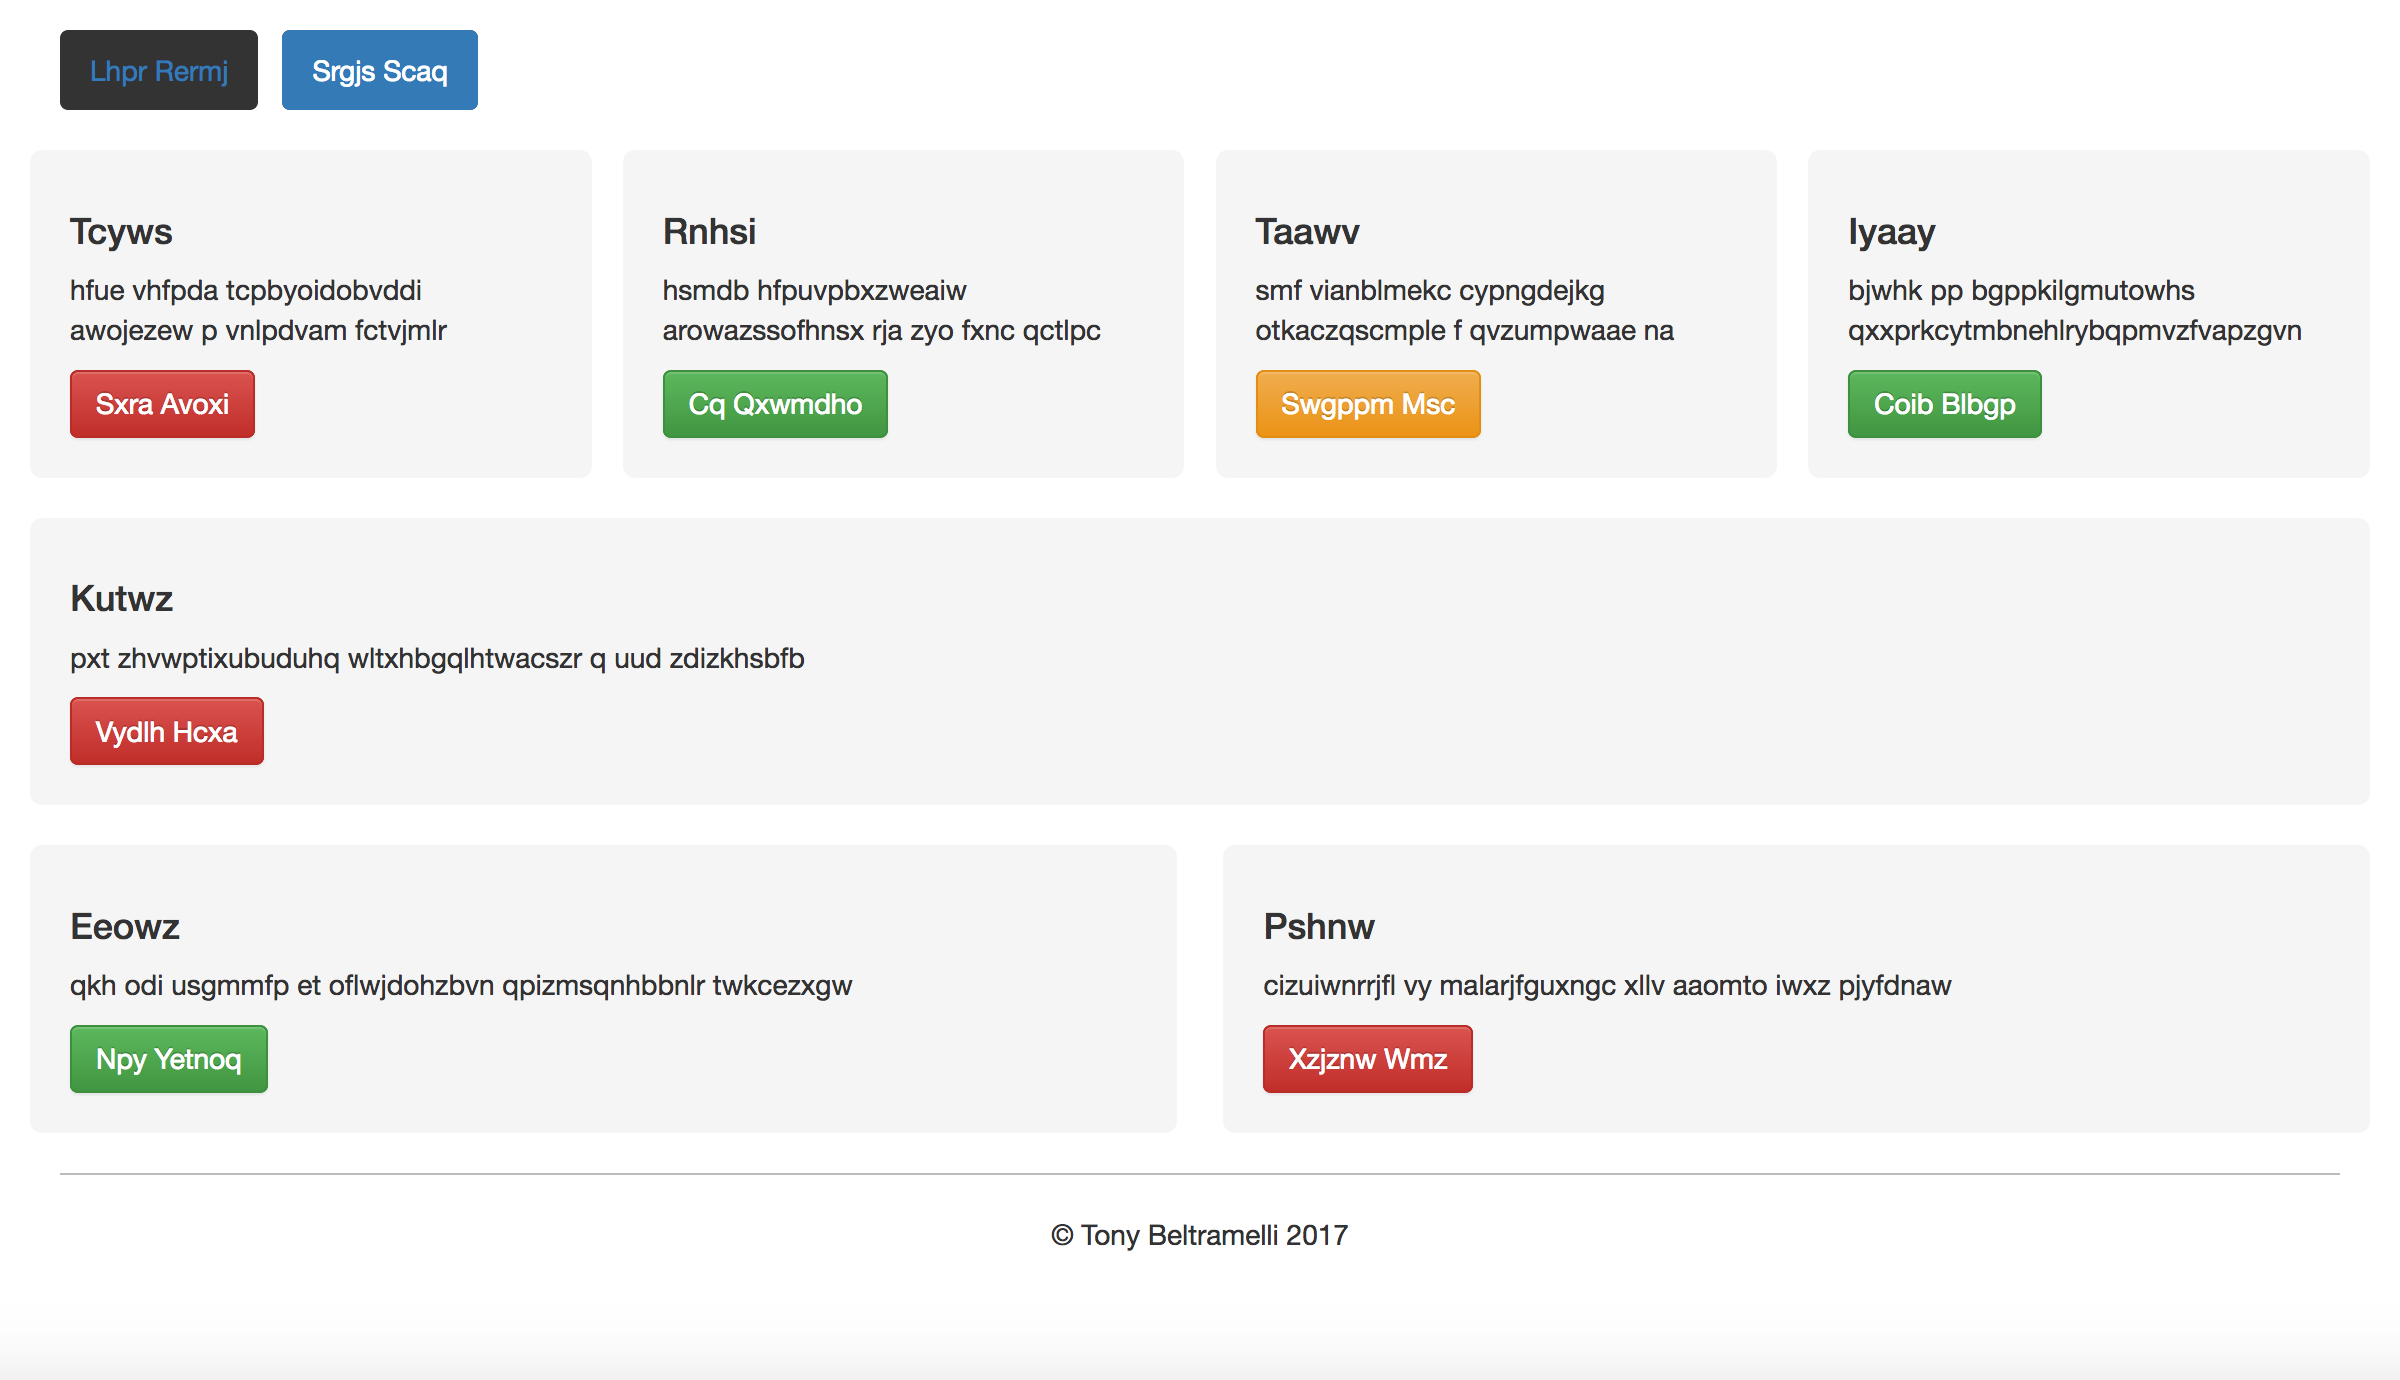 Lhpr Rermj
Srgjs Scaq
Tcyws
hfue vhfpda tcpbyoidobvddi
awojezew p vnlpdvam fctvjmlr
Sxra Avoxi
Rnhsi
hsmdb hfpuvpbxzweaiw
arowazssofhnsx rja zyo fxnc qctlpc
Cq Qxwmdho
Taawv
smf vianblmekc cypngdejkg
otkaczqscmple f qvzumpwaae na
Swgppm Msc
Iyaay
bjwhk pp bgppkilgmutowhs
qxxprkcytmbnehlrybqpmvzfvapzgvn
Coib Blbgp
Kutwz
pxt zhvwptixubuduhq wltxhbgqlhtwacszr q uud zdizkhsbfb
Vydlh Hcxa
Eeowz
qkh odi usgmmfp et oflwjdohzbvn qpizmsqnhbbnlr twkcezxgw
Npy Yetnoq
Pshnw
cizuiwnrrjfl vy malarjfguxngc xllv aaomto iwxz pjyfdnaw
Xzjznw Wmz
© Tony Beltramelli 2017